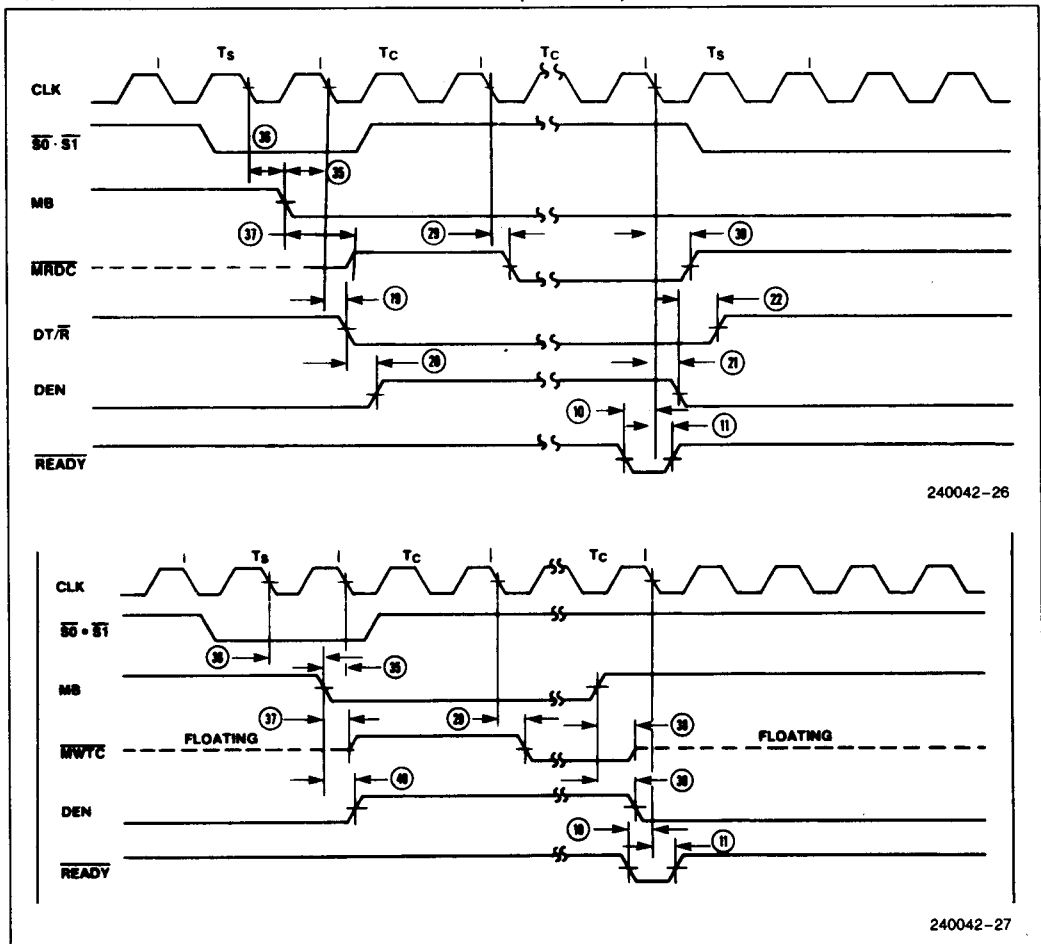 Ts Tc Tc Ts
CLK
S0 · S1
36
35
MB
37 29 30
MRDC
19 22
DT/R
20 21
DEN
10 11
READY
240042–26
Ts Tc Tc
CLK
S0 • S1
36 35
MB
37 29 38
MWTC FLOATING FLOATING
40 38
DEN
10 11
READY
240042–27